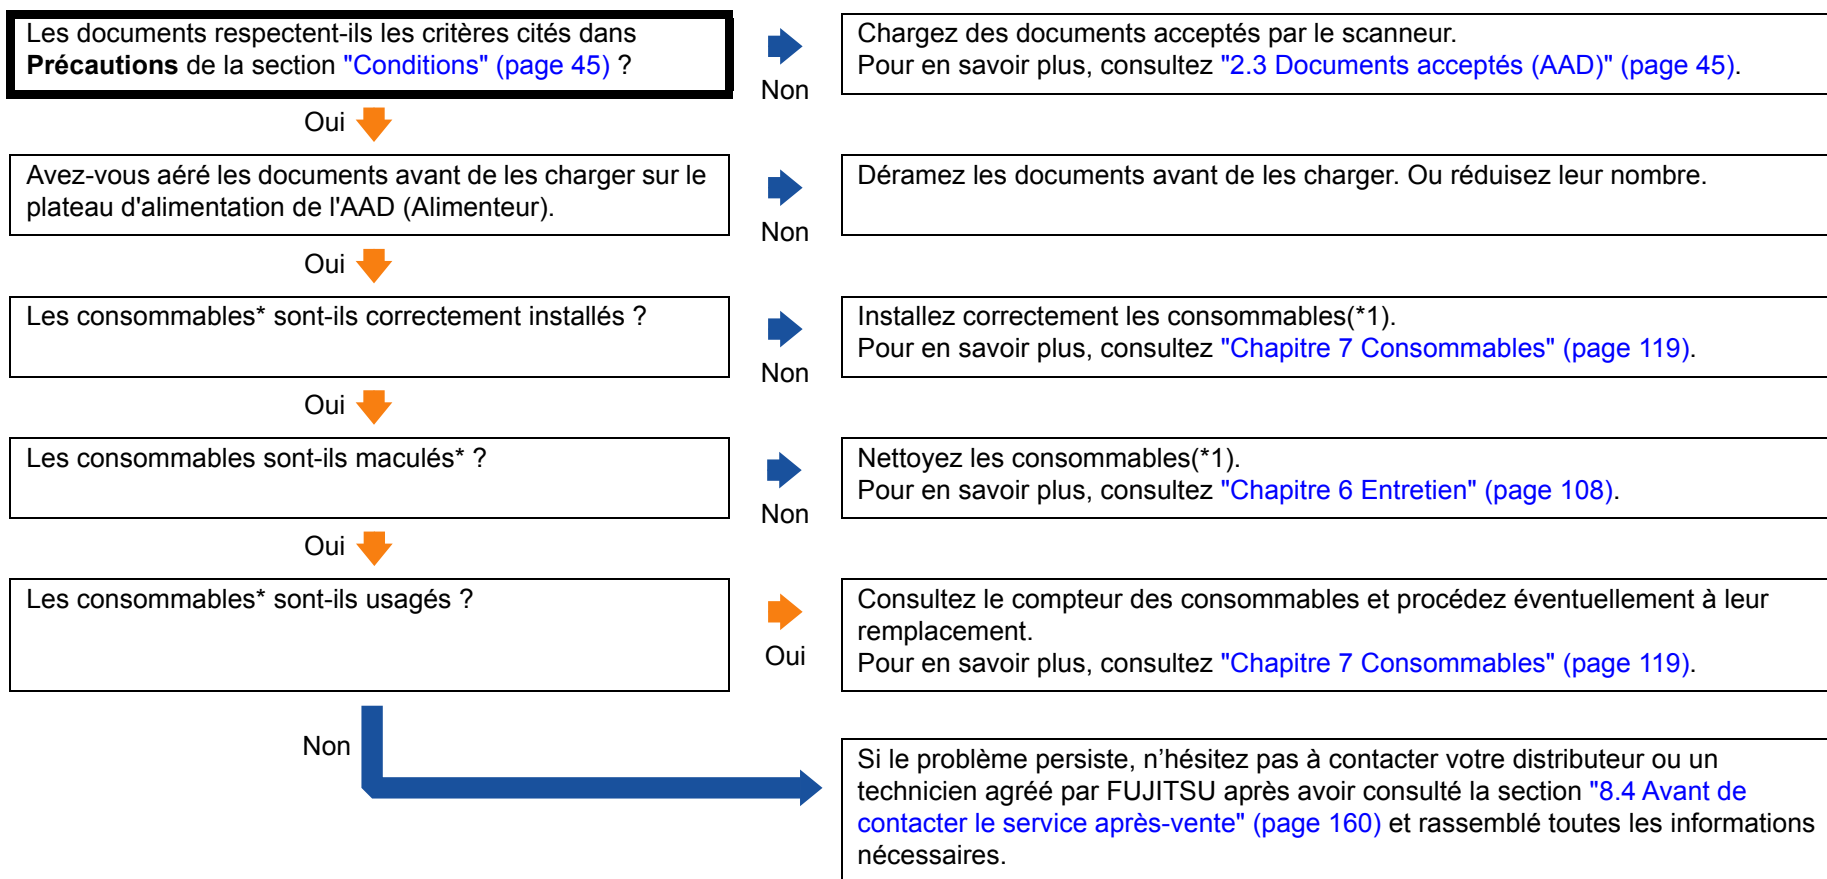 Les documents respectent-ils les critères cités dans
Précautions de la section "Conditions" (page 45) ?
Non
Chargez des documents acceptés par le scanneur.
Pour en savoir plus, consultez "2.3 Documents acceptés (AAD)" (page 45).
Oui
Avez-vous aéré les documents avant de les charger sur le
plateau d'alimentation de l'AAD (Alimenteur).
Non
Déramez les documents avant de les charger. Ou réduisez leur nombre.
Oui
Les consommables* sont-ils correctement installés ?
Non
Installez correctement les consommables(*1).
Pour en savoir plus, consultez "Chapitre 7 Consommables" (page 119).
Oui
Les consommables sont-ils maculés* ?
Non
Nettoyez les consommables(*1).
Pour en savoir plus, consultez "Chapitre 6 Entretien" (page 108).
Oui
Les consommables* sont-ils usagés ?
Oui
Consultez le compteur des consommables et procédez éventuellement à leur
remplacement.
Pour en savoir plus, consultez "Chapitre 7 Consommables" (page 119).
Non
Si le problème persiste, n’hésitez pas à contacter votre distributeur ou un
technicien agréé par FUJITSU après avoir consulté la section "8.4 Avant de
contacter le service après-vente" (page 160) et rassemblé toutes les informations
nécessaires.